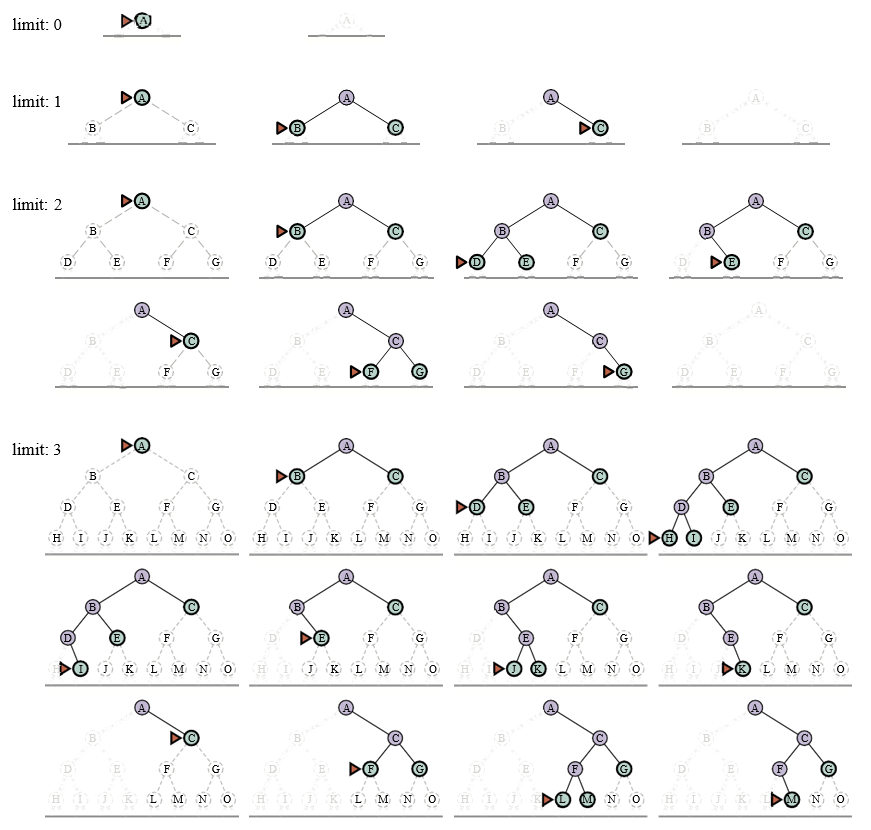 limit: 0 A A
limit: 1 A A A A
B C B C B C B C
limit: 2 A A A A
B C B C B C B C
D E F G D E F G D E F G D E F G
A A A A
B C B C B C B C
D E F G D E F G D E F G D E F G
limit: 3 A A A A
B C B C B C B C
D E F G D E F G D E F G D E F G
H I J K L M N O H I J K L M N O H I J K L M N O H I J K L M N O
A A A A
B C B C B C B C
D E F G D E F G D E F G D E F G
H I J K L M N O H I J K L M N O H I J K L M N O H I J K L M N O
A A A A
B C B C B C B C
D E F G D E F G D E F G D E F G
H I J K L M N O H I J K L M N O H I J K L M N O H I J K L M N O